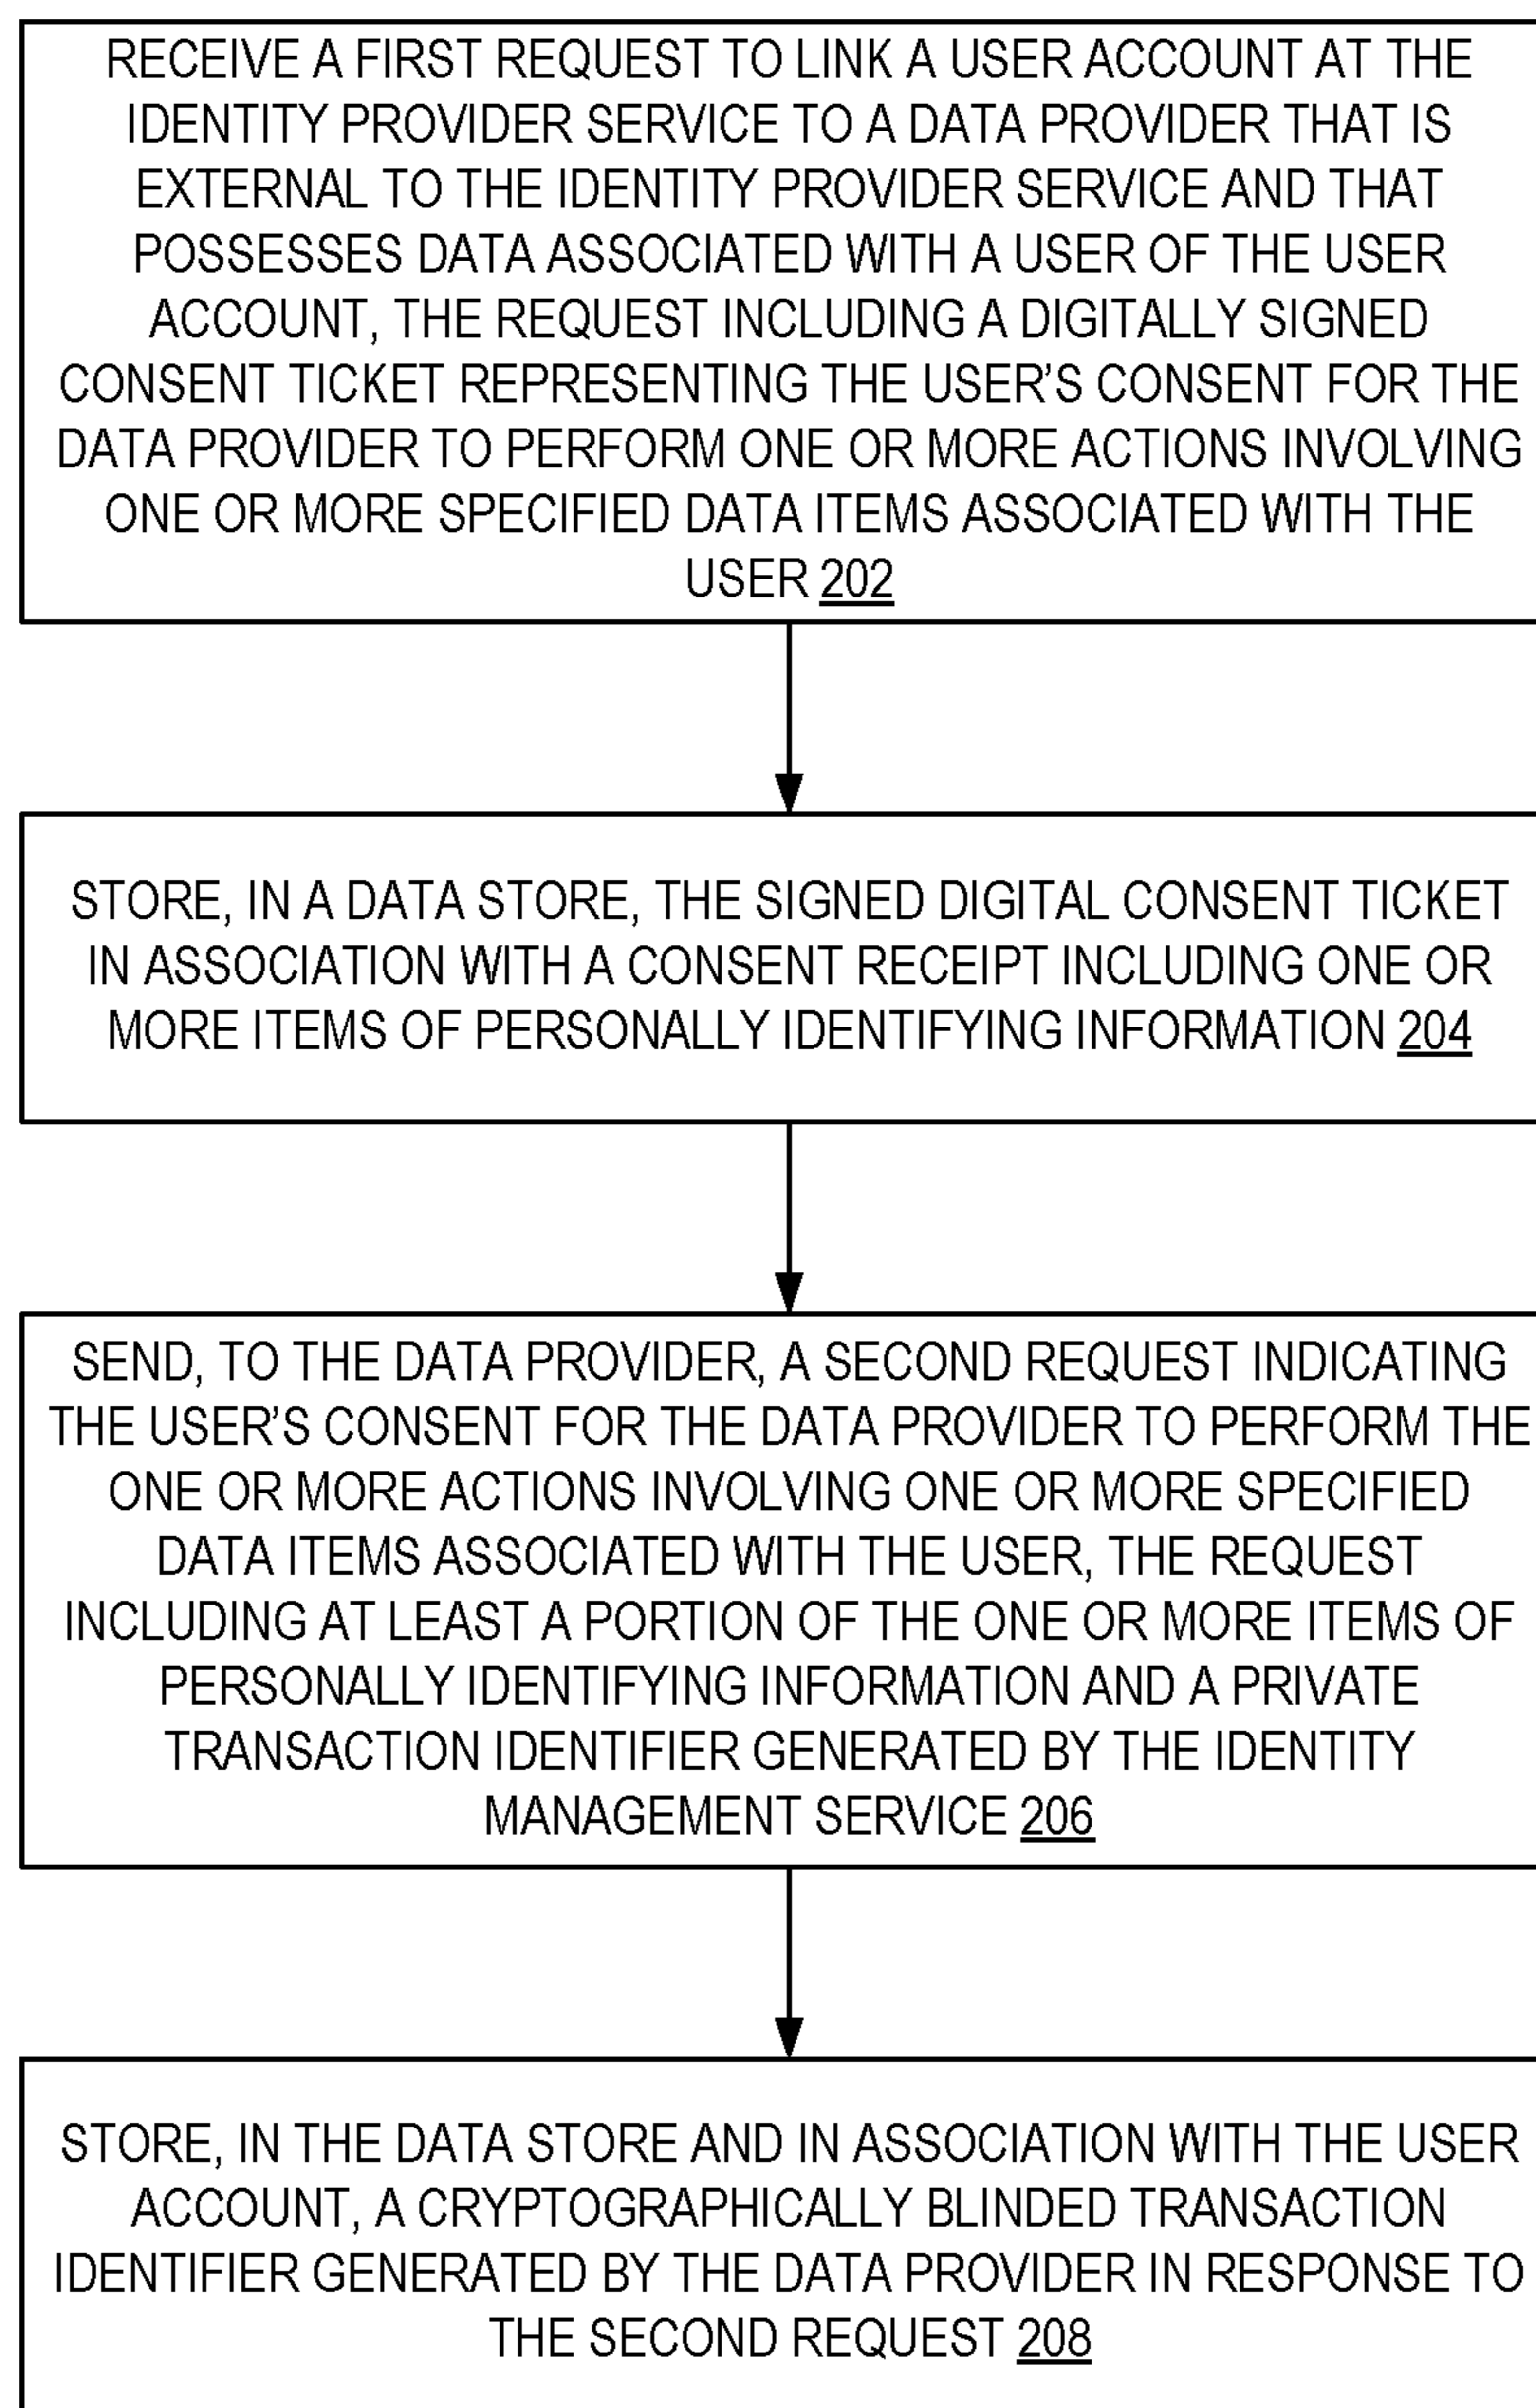 RECEIVE A FIRST REQUEST TO LINK A USER ACCOUNT AT THE
IDENTITY PROVIDER SERVICE TO A DATA PROVIDER THAT IS
EXTERNAL TO THE IDENTITY PROVIDER SERVICE AND THAT
POSSESSES DATA ASSOCIATED WITH A USER OF THE USER
ACCOUNT, THE REQUEST INCLUDING A DIGITALLY SIGNED
CONSENT TICKET REPRESENTING THE USER’S CONSENT FOR THE
DATA PROVIDER TO PERFORM ONE OR MORE ACTIONS INVOLVING
ONE OR MORE SPECIFIED DATA ITEMS ASSOCIATED WITH THE
USER 202
STORE, IN A DATA STORE, THE SIGNED DIGITAL CONSENT TICKET
IN ASSOCIATION WITH A CONSENT RECEIPT INCLUDING ONE OR
MORE ITEMS OF PERSONALLY IDENTIFYING INFORMATION 204
SEND, TO THE DATA PROVIDER, A SECOND REQUEST INDICATING
THE USER’S CONSENT FOR THE DATA PROVIDER TO PERFORM THE
ONE OR MORE ACTIONS INVOLVING ONE OR MORE SPECIFIED
DATA ITEMS ASSOCIATED WITH THE USER, THE REQUEST
INCLUDING AT LEAST A PORTION OF THE ONE OR MORE ITEMS OF
PERSONALLY IDENTIFYING INFORMATION AND A PRIVATE
TRANSACTION IDENTIFIER GENERATED BY THE IDENTITY
MANAGEMENT SERVICE 206
STORE, IN THE DATA STORE AND IN ASSOCIATION WITH THE USER
ACCOUNT, A CRYPTOGRAPHICALLY BLINDED TRANSACTION
IDENTIFIER GENERATED BY THE DATA PROVIDER IN RESPONSE TO
THE SECOND REQUEST 208